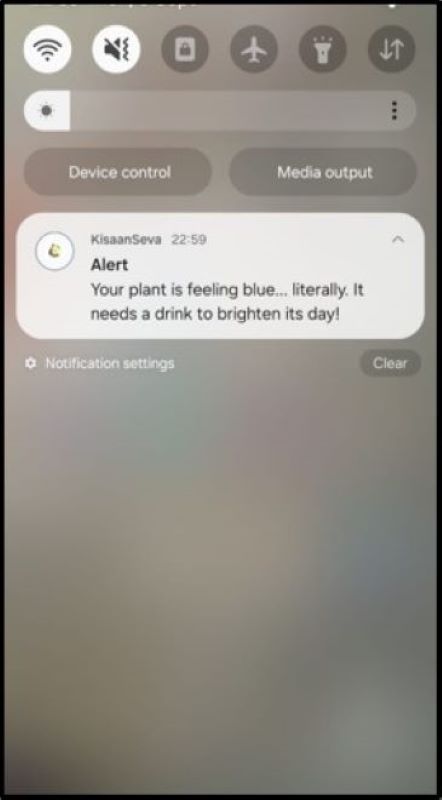 Device control
Media output
KisaanSeva 22:59
Alert
Your plant is feeling blue... literally. It
needs a drink to brighten its day!
Notification settings
Clear